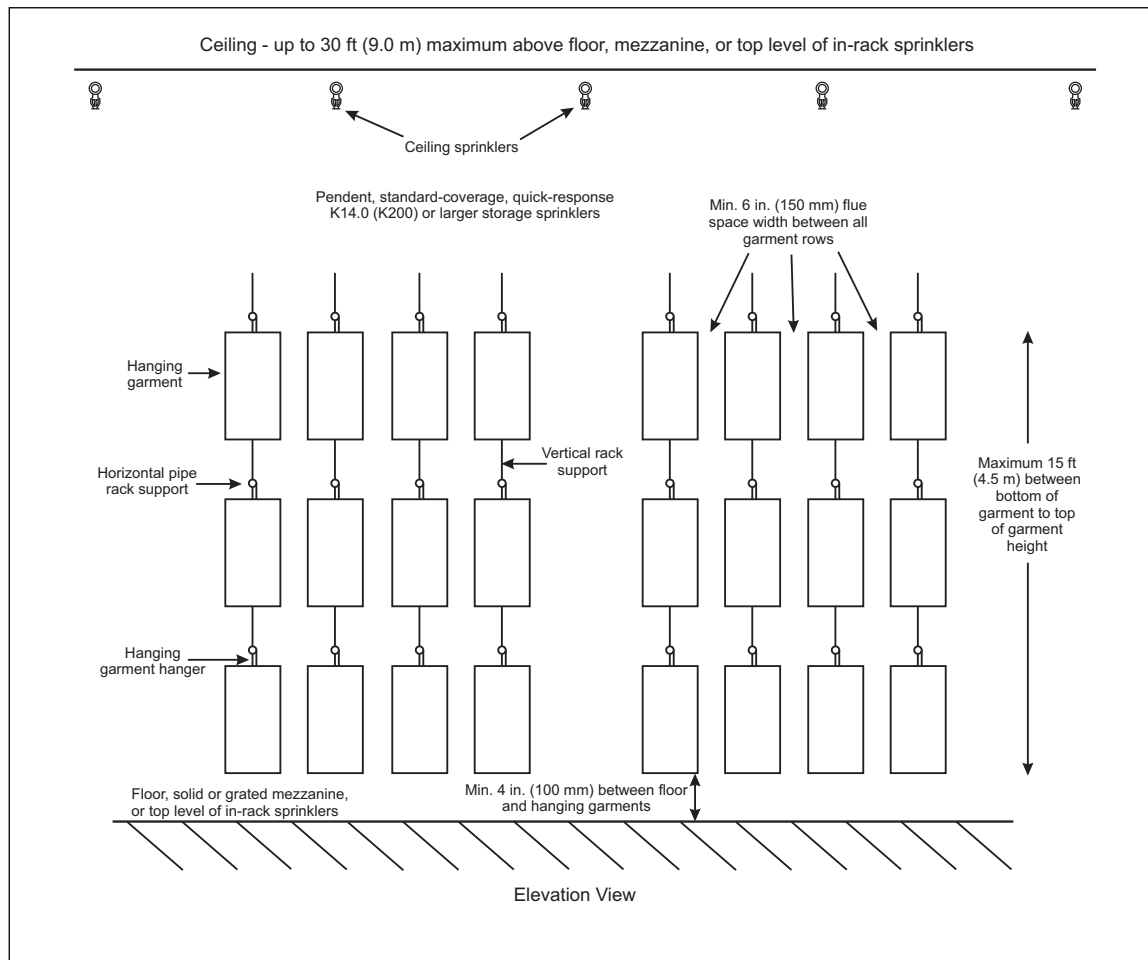 Ceiling - up to 30 ft (9.0 m) maximum above floor, mezzanine, or top level of in-rack sprinklers
Ceiling sprinklers
Pendent, standard-coverage, quick-response
K14.0 (K200) or larger storage sprinklers
Min. 6 in. (150 mm) flue
space width between all
garment rows
Hanging
garment
Horizontal pipe
rack support
Vertical rack
support
Maximum 15 ft
(4.5 m) between
bottom of
garment to top
of garment
height
Hanging
garment hanger
Floor, solid or grated mezzanine,
or top level of in-rack sprinklers
Min. 4 in. (100 mm) between floor
and hanging garments
Elevation View